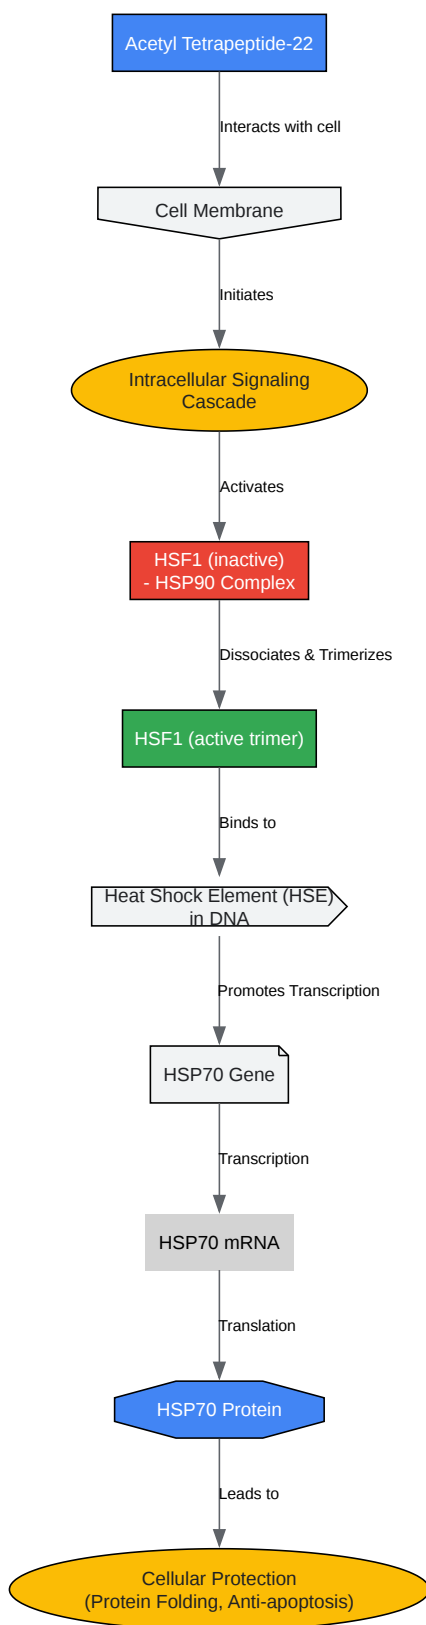 Acetyl Tetrapeptide-22
Interacts with cell
Cell Membrane
Initiates
Intracellular Signaling
Cascade
Activates
HSF1 (inactive)
- HSP90 Complex
Dissociates & Trimerizes
HSF1 (active trimer)
Binds to
Heat Shock Element (HSE)
in DNA
Promotes Transcription
HSP70 Gene
Transcription
HSP70 mRNA
Translation
HSP70 Protein
Leads to
Cellular Protection
(Protein Folding, Anti-apoptosis)